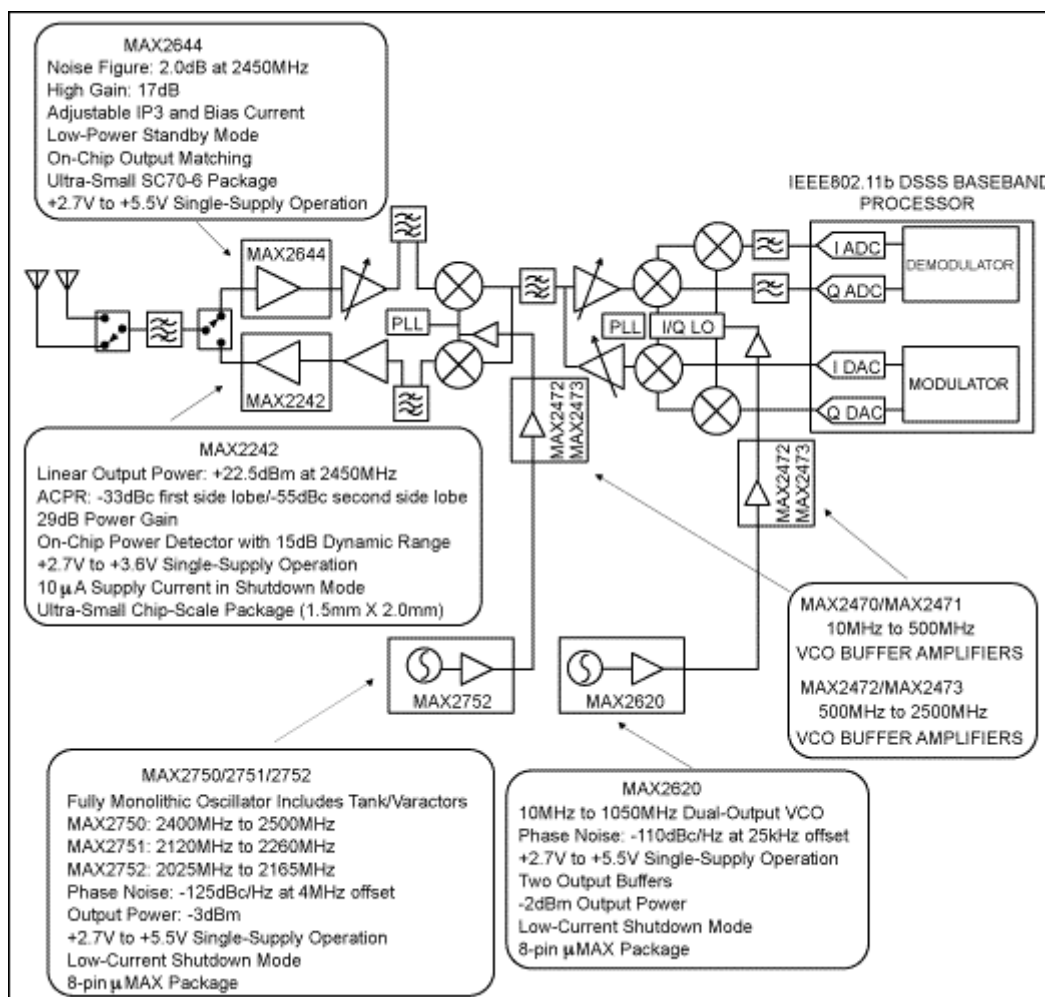 MAX2644
Noise Figure: 2.0dB at 2450MHz
High Gain: 17dB
Adjustable IP3 and Bias Current
Low-Power Standby Mode
On-Chip Output Matching
Ultra-Small SC70-6 Package
+2.7V to +5.5V Single-Supply Operation
IEEE802.11b DSSS BASEBAND
PROCESSOR
MAX2644
I ADC
DEMODULATOR
Q ADC
PLL
PLL
I/Q LO
MAX2242
I DAC
MODULATOR
Q DAC
MAX2472
MAX2473
MAX2472
MAX2473
MAX2242
Linear Output Power: +22.5dBm at 2450MHz
ACPR: -33dBc first side lobe/-55dBc second side lobe
29dB Power Gain
On-Chip Power Detector with 15dB Dynamic Range
+2.7V to +3.6V Single-Supply Operation
10μA Supply Current in Shutdown Mode
Ultra-Small Chip-Scale Package (1.5mm X 2.0mm)
MAX2470/MAX2471
10MHz to 500MHz
VCO BUFFER AMPLIFIERS
MAX2472/MAX2473
500MHz to 2500MHz
VCO BUFFER AMPLIFIERS
MAX2752
MAX2620
MAX2750/2751/2752
Fully Monolithic Oscillator Includes Tank/Varactors
MAX2750: 2400MHz to 2500MHz
MAX2751: 2120MHz to 2260MHz
MAX2752: 2025MHz to 2165MHz
Phase Noise: -125dBc/Hz at 4MHz offset
Output Power: -3dBm
+2.7V to +5.5V Single-Supply Operation
Low-Current Shutdown Mode
8-pin μMAX Package
MAX2620
10MHz to 1050MHz Dual-Output VCO
Phase Noise: -110dBc/Hz at 25kHz offset
+2.7V to +5.5V Single-Supply Operation
Two Output Buffers
-2dBm Output Power
Low-Current Shutdown Mode
8-pin μMAX Package